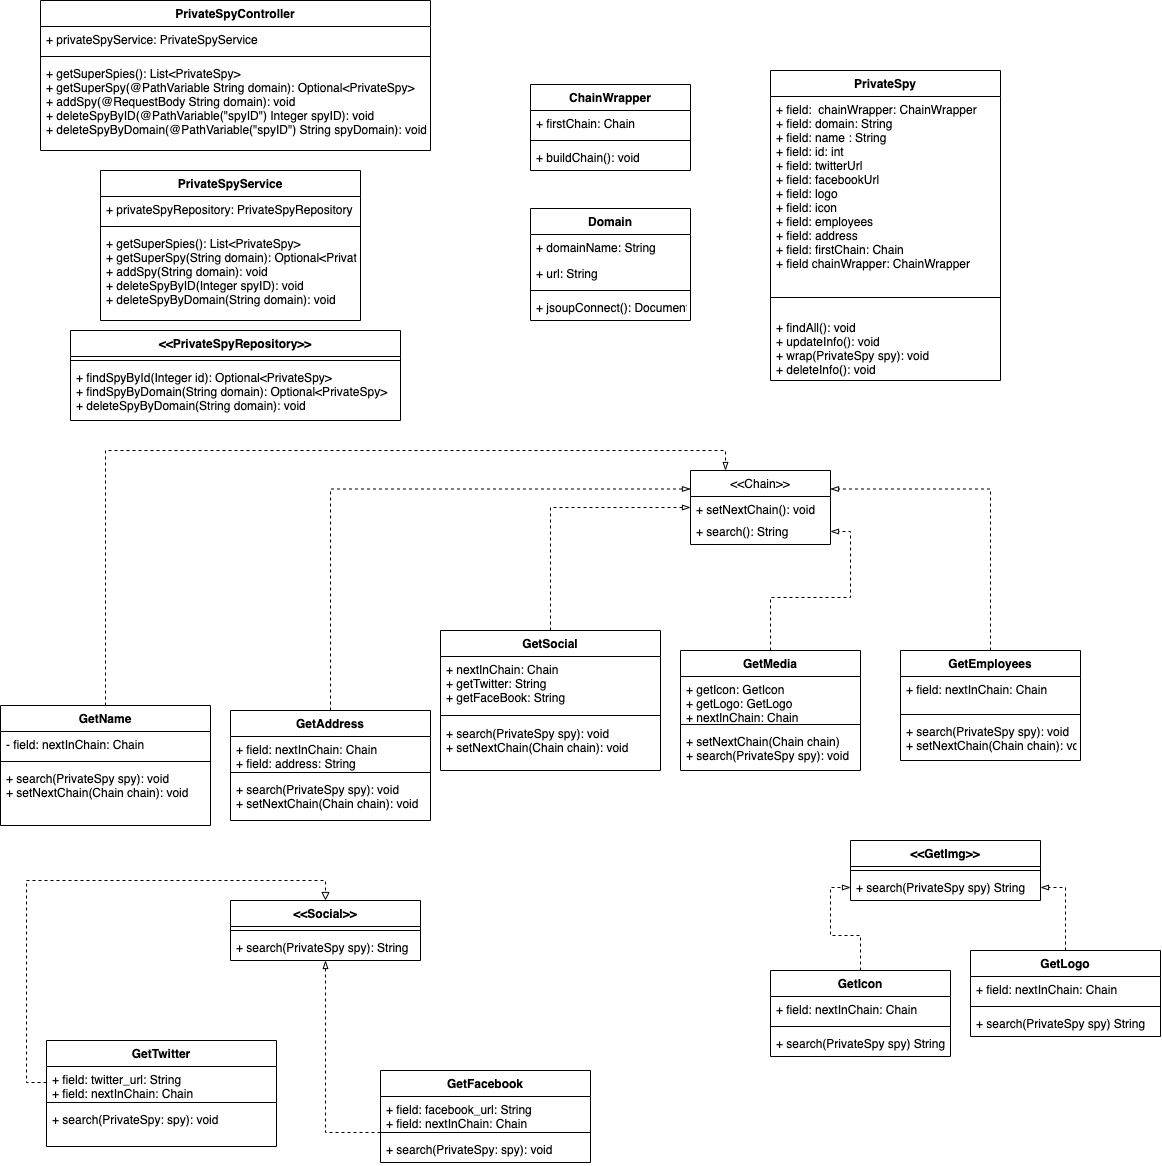 PrivateSpyController
+ privateSpyService: PrivateSpyService
+ getSuperSpies(): List<PrivateSpy>
+ getSuperSpy(@PathVariable String domain): Optional<PrivateSpy>
+ addSpy(@RequestBody String domain): void
+ deleteSpyByID(@PathVariable("spyID") Integer spyID): void
+ deleteSpyByDomain(@PathVariable("spyID") String spyDomain): void
PrivateSpyService
+ privateSpyRepository: PrivateSpyRepository
+ getSuperSpies(): List<PrivateSpy>
+ getSuperSpy(String domain): Optional<Privat
+ addSpy(String domain): void
+ deleteSpyByID(Integer spyID): void
+ deleteSpyByDomain(String domain): void
<<PrivateSpyRepository>>
+ findSpyById(Integer id): Optional<PrivateSpy>
+ findSpyByDomain(String domain): Optional<PrivateSpy>
+ deleteSpyByDomain(String domain): void
ChainWrapper
+ firstChain: Chain
+ buildChain(): void
Domain
+ domainName: String
+ url: String
+ jsoupConnect(): Documen
PrivateSpy
+ field:  chainWrapper: ChainWrapper
+ field: domain: String
+ field: name : String
+ field: id: int
+ field: twitterUrl
+ field: facebookUrl
+ field: logo
+ field: icon
+ field: employees
+ field: address
+ field: firstChain: Chain
+ field chainWrapper: ChainWrapper
+ findAll(): void
+ updateInfo(): void
+ wrap(PrivateSpy spy): void
+ deleteInfo(): void
<<Chain>>
+ setNextChain(): void
+ search(): String
GetName
- field: nextInChain: Chain
+ search(PrivateSpy spy): void
+ setNextChain(Chain chain): void
GetAddress
+ field: nextInChain: Chain
+ field: address: String
+ search(PrivateSpy spy): void
+ setNextChain(Chain chain): void
GetSocial
+ nextInChain: Chain
+ getTwitter: String
+ getFaceBook: String
+ search(PrivateSpy spy): void
+ setNextChain(Chain chain): void
GetMedia
+ getIcon: GetIcon
+ getLogo: GetLogo
+ nextInChain: Chain
+ setNextChain(Chain chain)
+ search(PrivateSpy spy): void
GetEmployees
+ field: nextInChain: Chain
+ search(PrivateSpy spy): void
+ setNextChain(Chain chain): vc
<<GetImg>>
+ search(PrivateSpy spy) String
<<Social>>
+ search(PrivateSpy spy): String
GetIcon
+ field: nextInChain: Chain
+ search(PrivateSpy spy) String
GetLogo
+ field: nextInChain: Chain
+ search(PrivateSpy spy) String
GetTwitter
+ field: twitter_url: String
+ field: nextInChain: Chain
+ search(PrivateSpy: spy): void
GetFacebook
+ field: facebook_url: String
+ field: nextInChain: Chain
+ search(PrivateSpy: spy): void